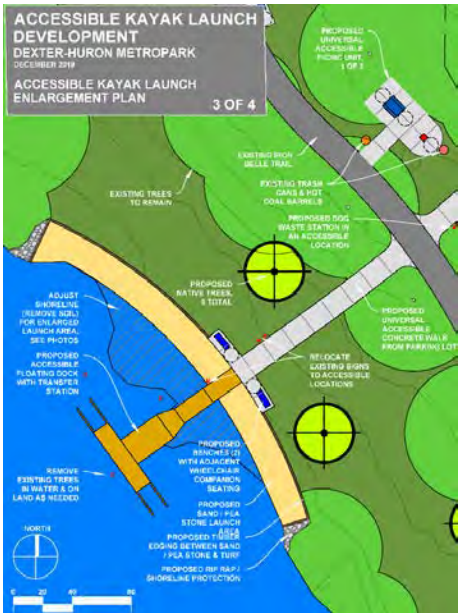 ACCESSIBLE KAYAK LAUNCH
DEVELOPMENT
DEXTER-HURON METROPARK
DECEMBER 2019
ACCESSIBLE KAYAK LAUNCH
ENLARGEMENT PLAN
3 OF 4
PROPOSED
UNIVERSAL
ACCESSIBLE
PICNIC UNIT,
1 OF 2
EXISTING IRON
BELLE TRAIL
EXISTING TRASH
CANS & HOT
COAL BARRELS
EXISTING TREES
TO REMAIN
PROPOSED DOG
WASTE STATION IN
AN ACCESSIBLE
LOCATION
PROPOSED
NATIVE TREES,
5 TOTAL
ADJUST
SHORELINE
(REMOVE SOIL)
FOR ENLARGED
LAUNCH AREA,
SEE PHOTOS
PROPOSED
UNIVERSAL
ACCESSIBLE
CONCRETE WALK
FROM PARKING LOT
PROPOSED
ACCESSIBLE
FLOATING DOCK
WITH TRANSFER
STATION
RELOCATE
EXISTING SIGNS
TO ACCESSIBLE
LOCATIONS
PROPOSED
BENCHES (2)
WITH ADJACENT
WHEELCHAIR
COMPANION
SEATING
REMOVE
EXISTING TREES
IN WATER & ON
LAND AS NEEDED
PROPOSED
SAND / PEA
STONE LAUNCH
AREA
PROPOSED TIMBER
EDGING BETWEEN SAND
/ PEA STONE & TURF
PROPOSED RIP RAP /
SHORELINE PROTECTION
NORTH
0 20 40 80